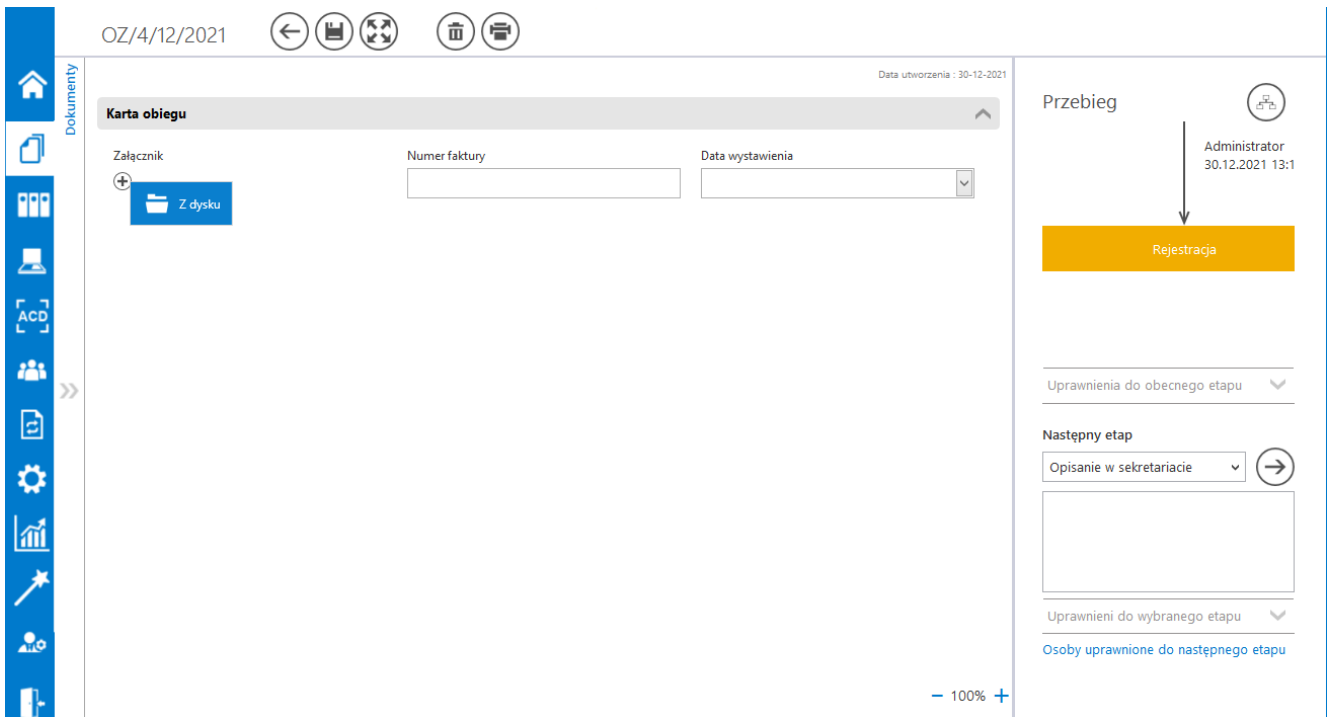 OZ/4/12/2021
Dokumenty
Data utworzenia : 30-12-2021
Karta obiegu
Załącznik
Numer faktury
Data wystawienia
Z dysku
ACD
100%
Przebieg
Administrator
30.12.2021 13:1
Rejestracja
Uprawnienia do obecnego etapu
Następny etap
Opisanie w sekretariacie
Uprawnieni do wybranego etapu
Osoby uprawnione do następnego etapu